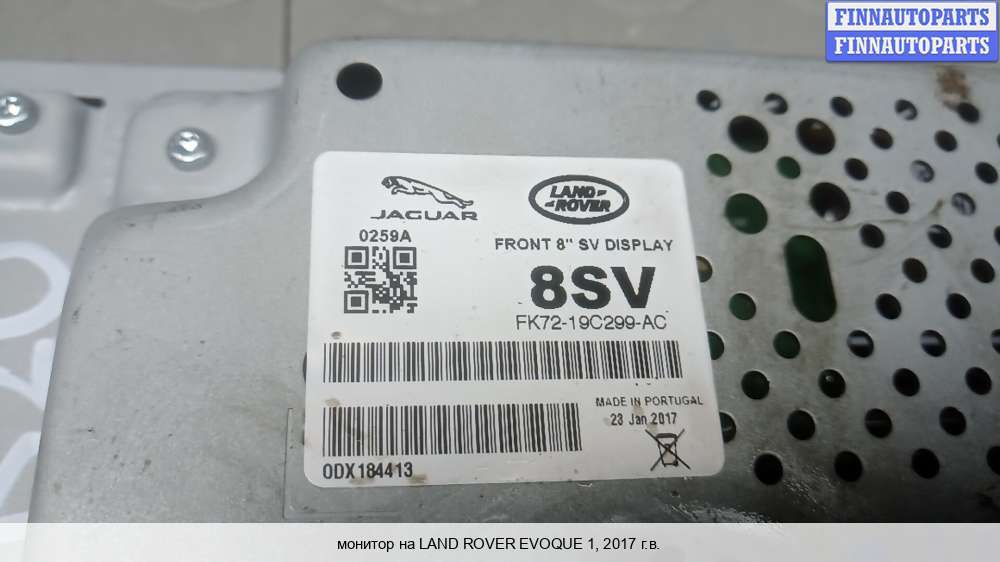 FINNAUTOPARTS
FINNAUTOPARTS
JAGUAR
LAND ROVER
0259A
FRONT 8" SV DISPLAY
8SV
FK72-19C299-AC
MADE IN PORTUGAL
23 Jan 2017
0DX184413
монитор на LAND ROVER EVOQUE 1, 2017 г.в.